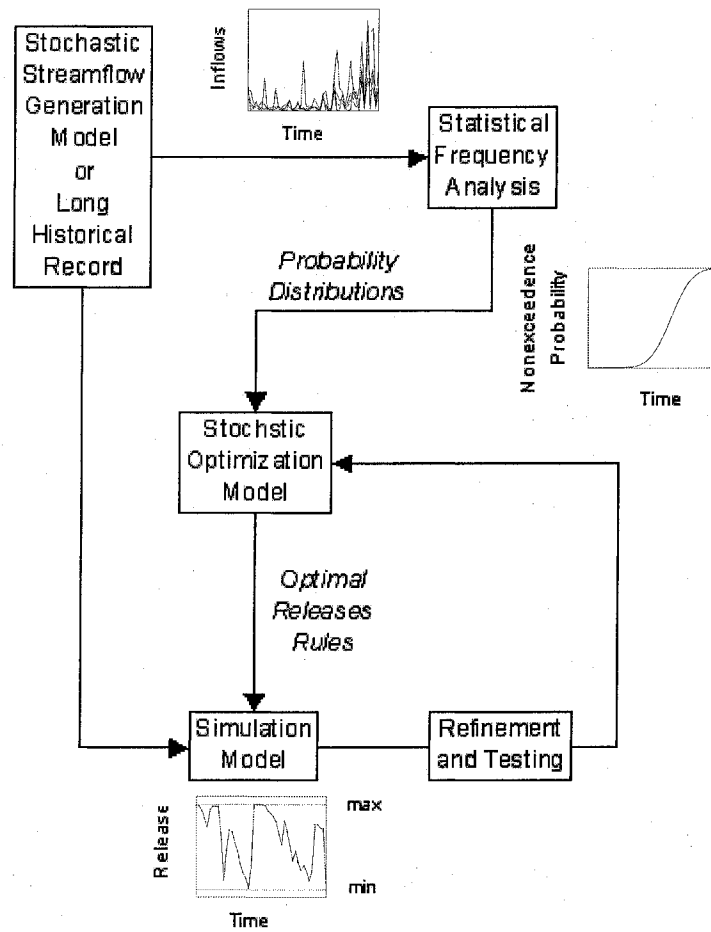 Stochastic
Streamflow
Generation
Model
or
Long
Historical
Record
Inflows
Time
Statistical
Frequency
Analysis
Probability
Distributions
Nonexceedence
Probability
Time
Stochstic
Optimization
Model
Optimal
Releases
Rules
Simulation
Model
Refinement
and Testing
Release
max
min
Time